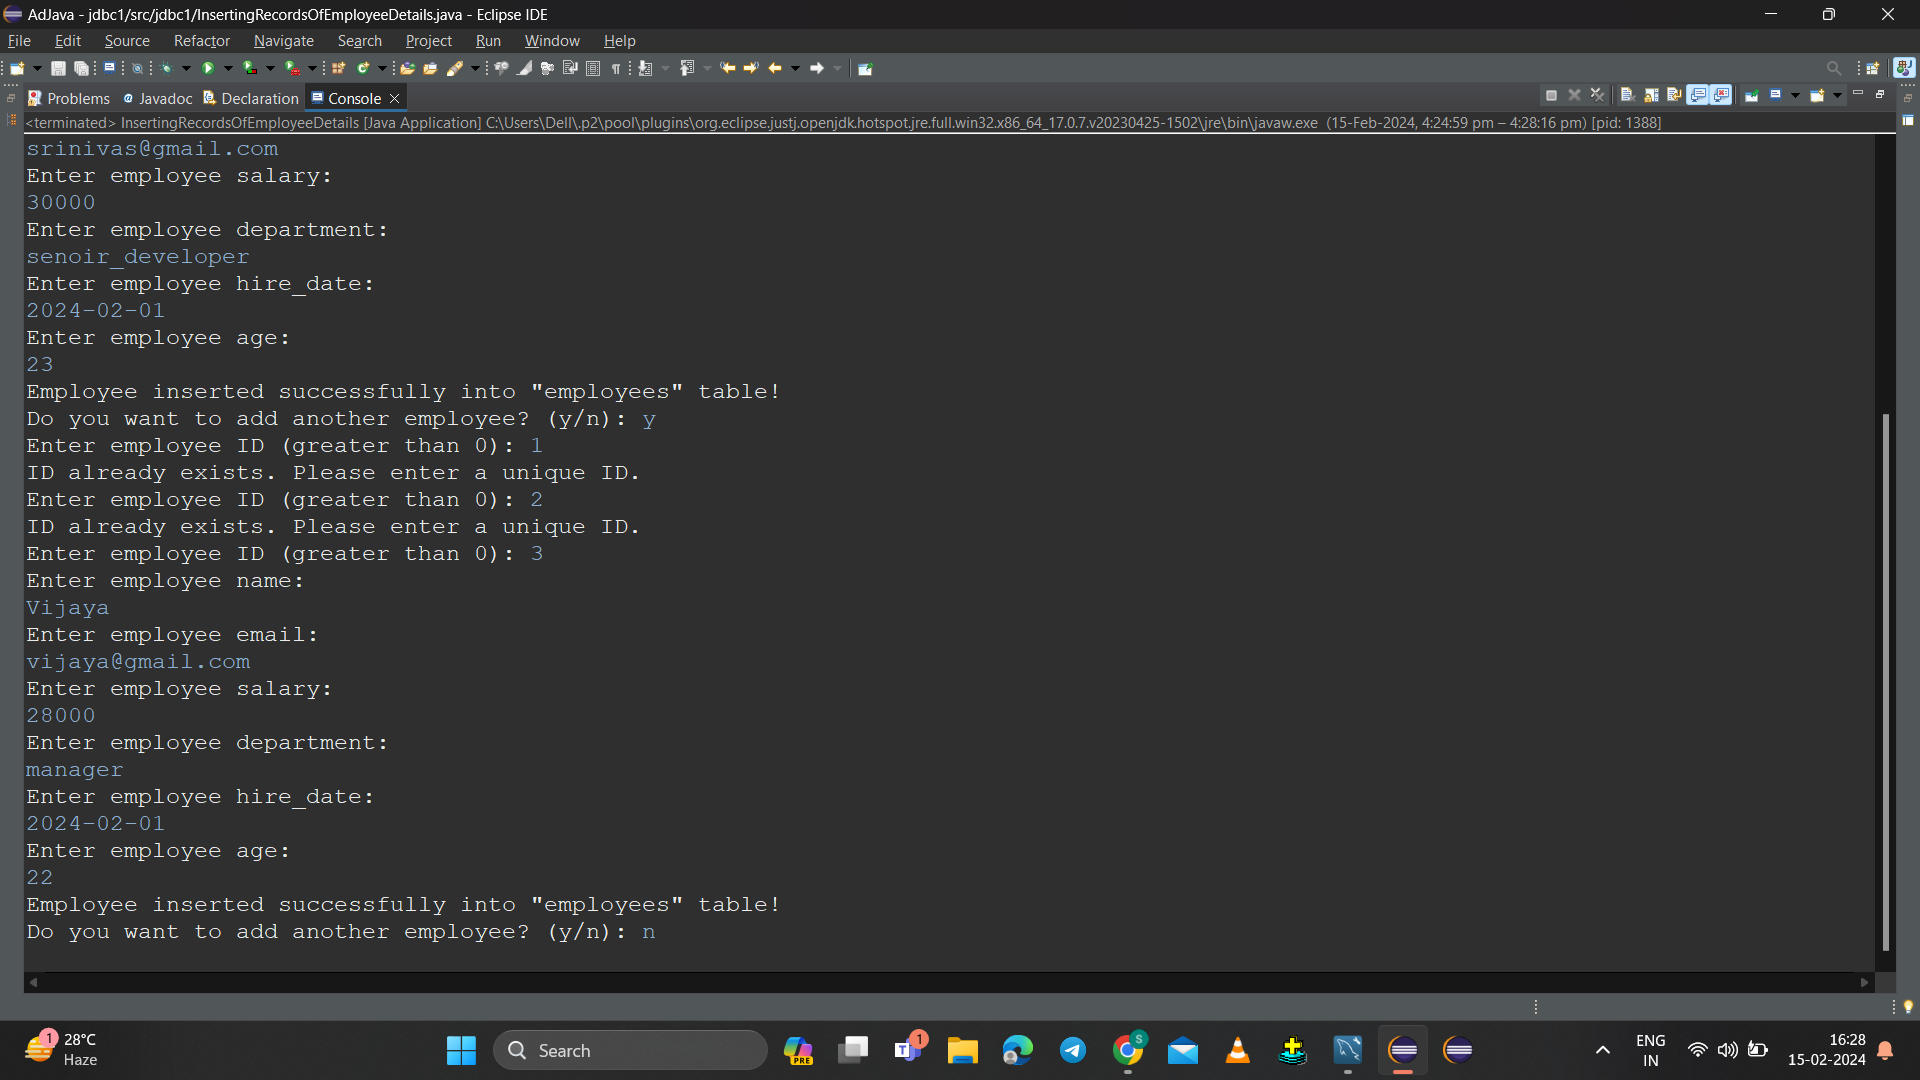 AdJava - jdbc1/src/jdbc1/InsertingRecordsOfEmployeeDetails.java - Eclipse IDE
File Edit Source Refactor Navigate Search Project Run Window Help
Problems Javadoc Declaration Console
<terminated> InsertingRecordsOfEmployeeDetails [Java Application] C:\Users\Dell\.p2\pool\plugins\org.eclipse.justj.openjdk.hotspot.jre.full.win32.x86_64_17.0.7.v20230425-1502\jre\bin\javaw.exe (15-Feb-2024, 4:24:59 pm – 4:28:16 pm) [pid: 1388]
srinivas@gmail.com
Enter employee salary:
30000
Enter employee department:
senoir_developer
Enter employee hire_date:
2024-02-01
Enter employee age:
23
Employee inserted successfully into "employees" table!
Do you want to add another employee? (y/n): y
Enter employee ID (greater than 0): 1
ID already exists. Please enter a unique ID.
Enter employee ID (greater than 0): 2
ID already exists. Please enter a unique ID.
Enter employee ID (greater than 0): 3
Enter employee name:
Vijaya
Enter employee email:
vijaya@gmail.com
Enter employee salary:
28000
Enter employee department:
manager
Enter employee hire_date:
2024-02-01
Enter employee age:
22
Employee inserted successfully into "employees" table!
Do you want to add another employee? (y/n): n
1
28°C
Haze
Search
PRE
T
1
S
ENG
IN
16:28
15-02-2024